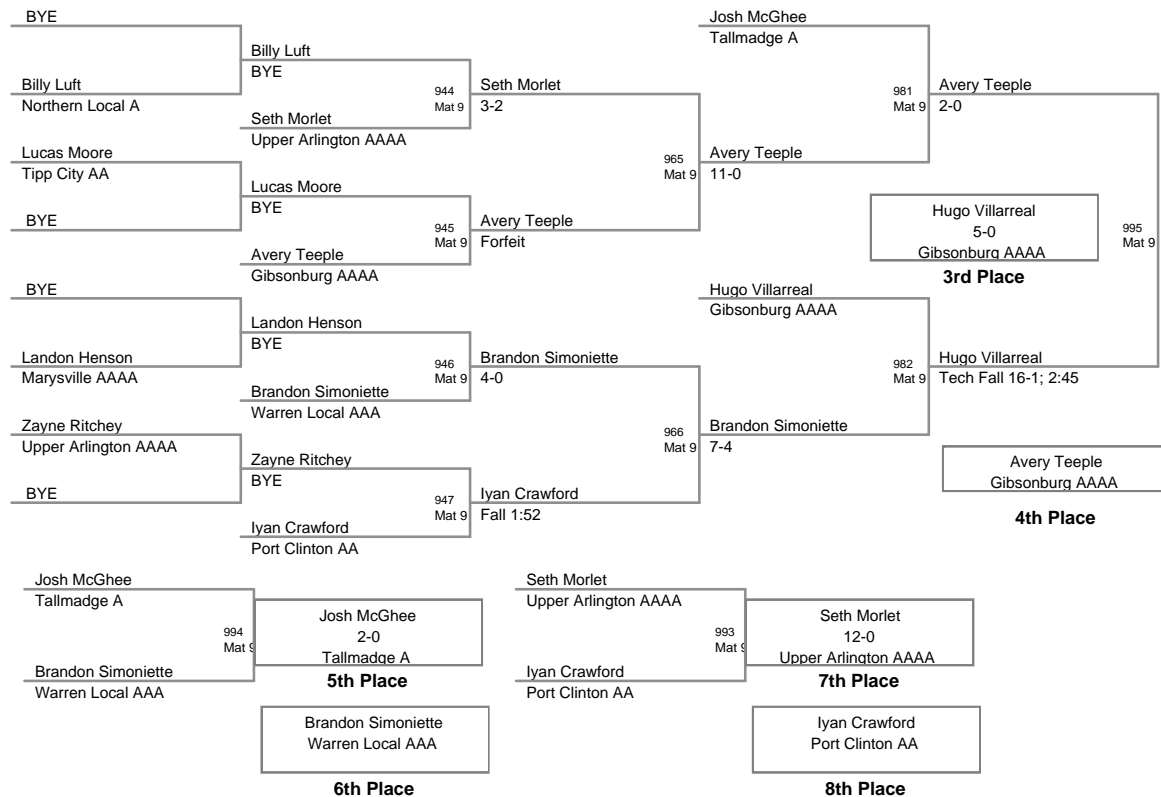 BYE
Josh McGhee
Tallmadge A
Billy Luft
BYE
Billy Luft
Northern Local A
944
Mat 9
Seth Morlet
3-2
981
Mat 9
Avery Teeple
2-0
Seth Morlet
Upper Arlington AAAA
Lucas Moore
Tipp City AA
965
Mat 9
Avery Teeple
11-0
Lucas Moore
BYE
BYE
945
Mat 9
Avery Teeple
Forfeit
Hugo Villarreal
5-0
Gibsonburg AAAA
3rd Place
995
Mat 9
Avery Teeple
Gibsonburg AAAA
BYE
Hugo Villarreal
Gibsonburg AAAA
Landon Henson
BYE
Landon Henson
Marysville AAAA
946
Mat 9
Brandon Simoniette
4-0
982
Mat 9
Hugo Villarreal
Tech Fall 16-1; 2:45
Brandon Simoniette
Warren Local AAA
Zayne Ritchey
Upper Arlington AAAA
966
Mat 9
Brandon Simoniette
7-4
Zayne Ritchey
BYE
Avery Teeple
Gibsonburg AAAA
4th Place
BYE
947
Mat 9
Iyan Crawford
Fall 1:52
Iyan Crawford
Port Clinton AA
Josh McGhee
Tallmadge A
994
Mat 9
Josh McGhee
2-0
Tallmadge A
5th Place
Brandon Simoniette
Warren Local AAA
Brandon Simoniette
Warren Local AAA
6th Place
Seth Morlet
Upper Arlington AAAA
993
Mat 9
Seth Morlet
12-0
Upper Arlington AAAA
7th Place
Iyan Crawford
Port Clinton AA
Iyan Crawford
Port Clinton AA
8th Place